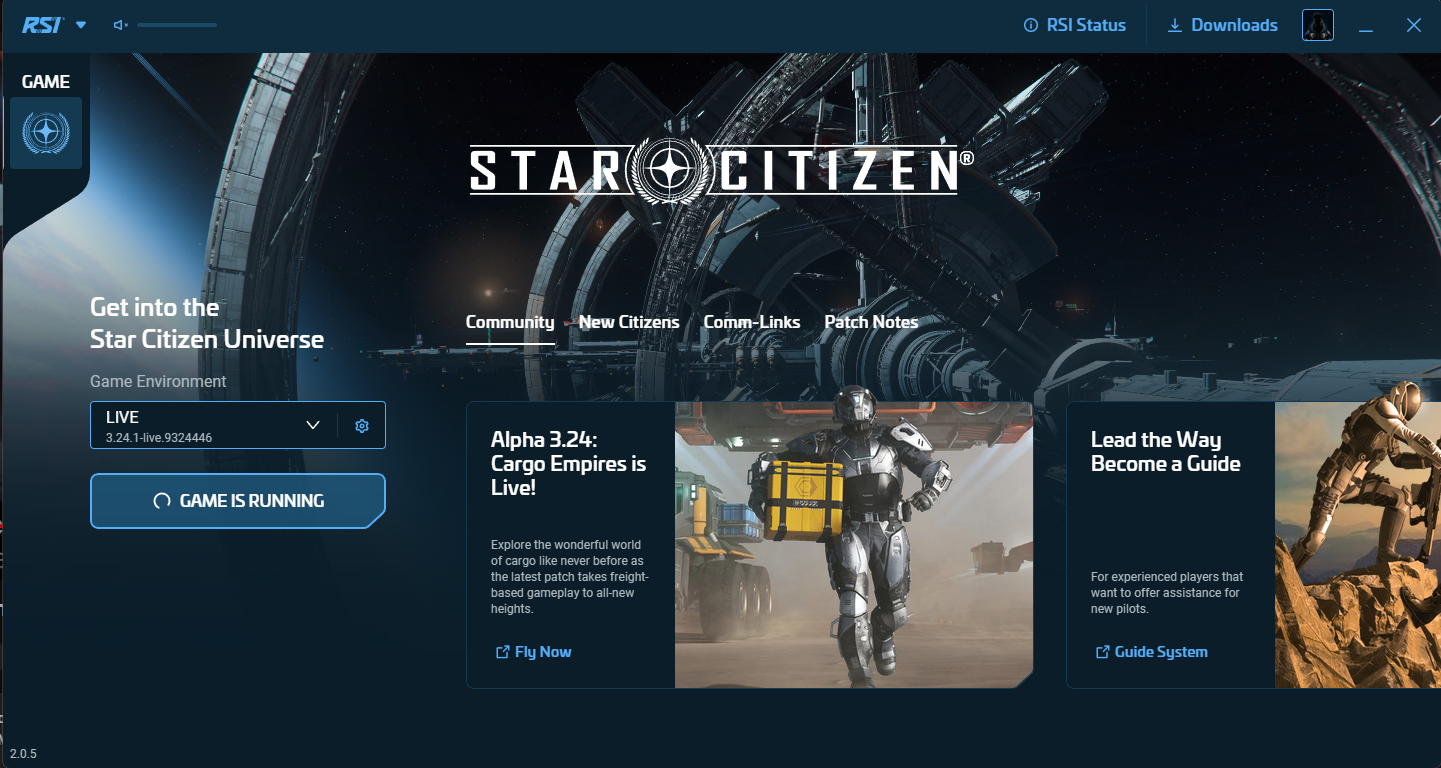 RSI
RSI Status
Downloads
GAME
STAR CITIZEN®
Get into the
Star Citizen Universe
Community
New Citizens
Comm-Links
Patch Notes
Game Environment
LIVE
3.24.1-live.9324446
GAME IS RUNNING
Alpha 3.24:
Cargo Empires is
Live!
Explore the wonderful world
of cargo like never before as
the latest patch takes freight-
based gameplay to all-new
heights.
Fly Now
Lead the Way
Become a Guide
For experienced players that
want to offer assistance for
new pilots.
Guide System
2.0.5